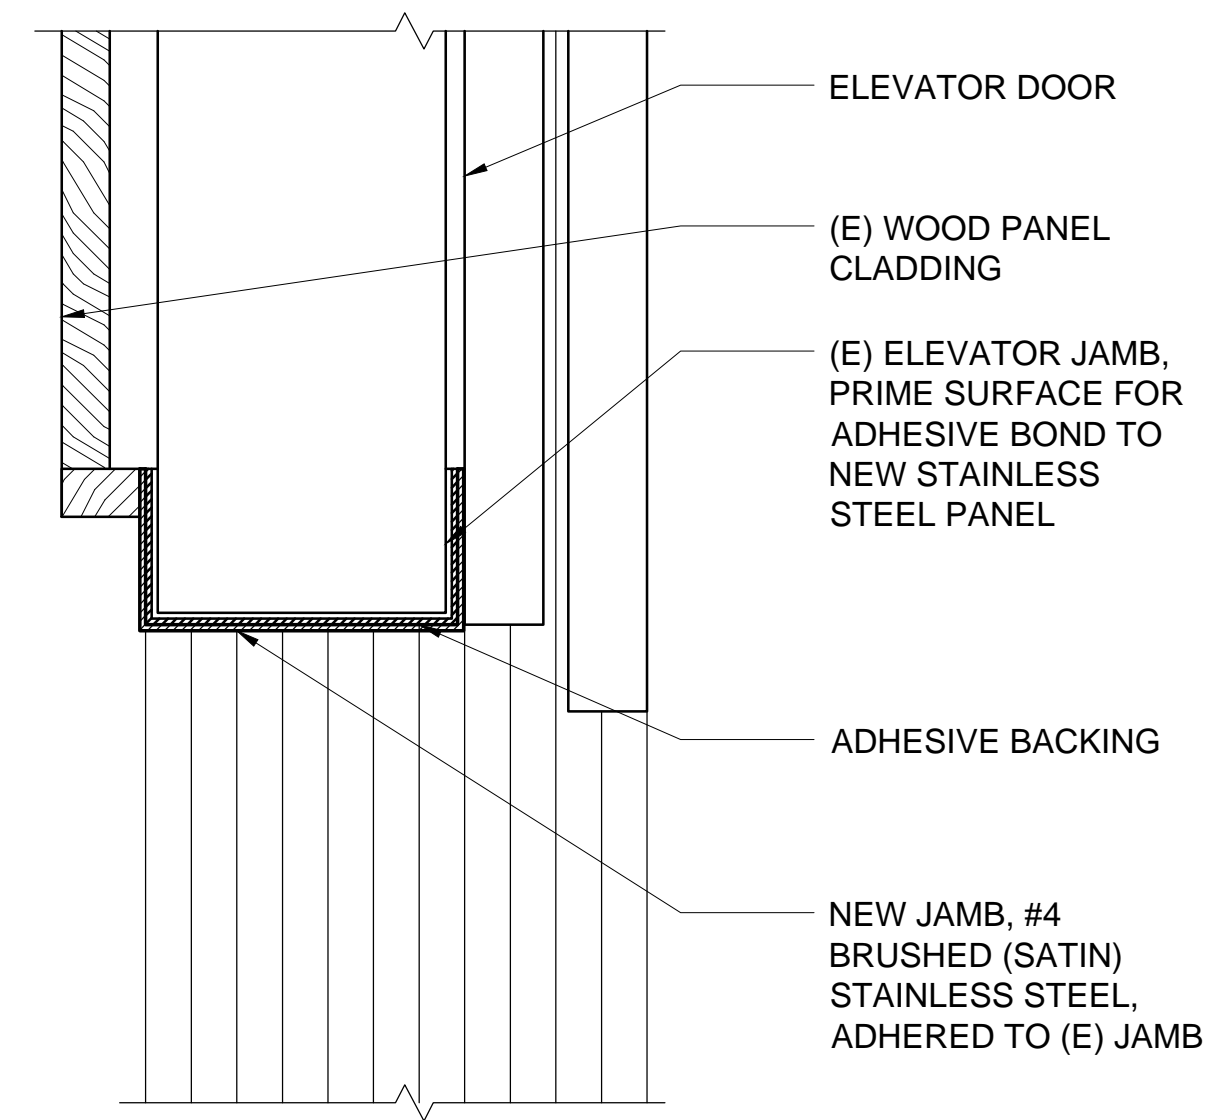 ELEVATOR DOOR
(E) WOOD PANEL
CLADDING
(E) ELEVATOR JAMB,
PRIME SURFACE FOR
ADHESIVE BOND TO
NEW STAINLESS
STEEL PANEL
ADHESIVE BACKING
NEW JAMB, #4
BRUSHED (SATIN)
STAINLESS STEEL,
ADHERED TO (E) JAMB